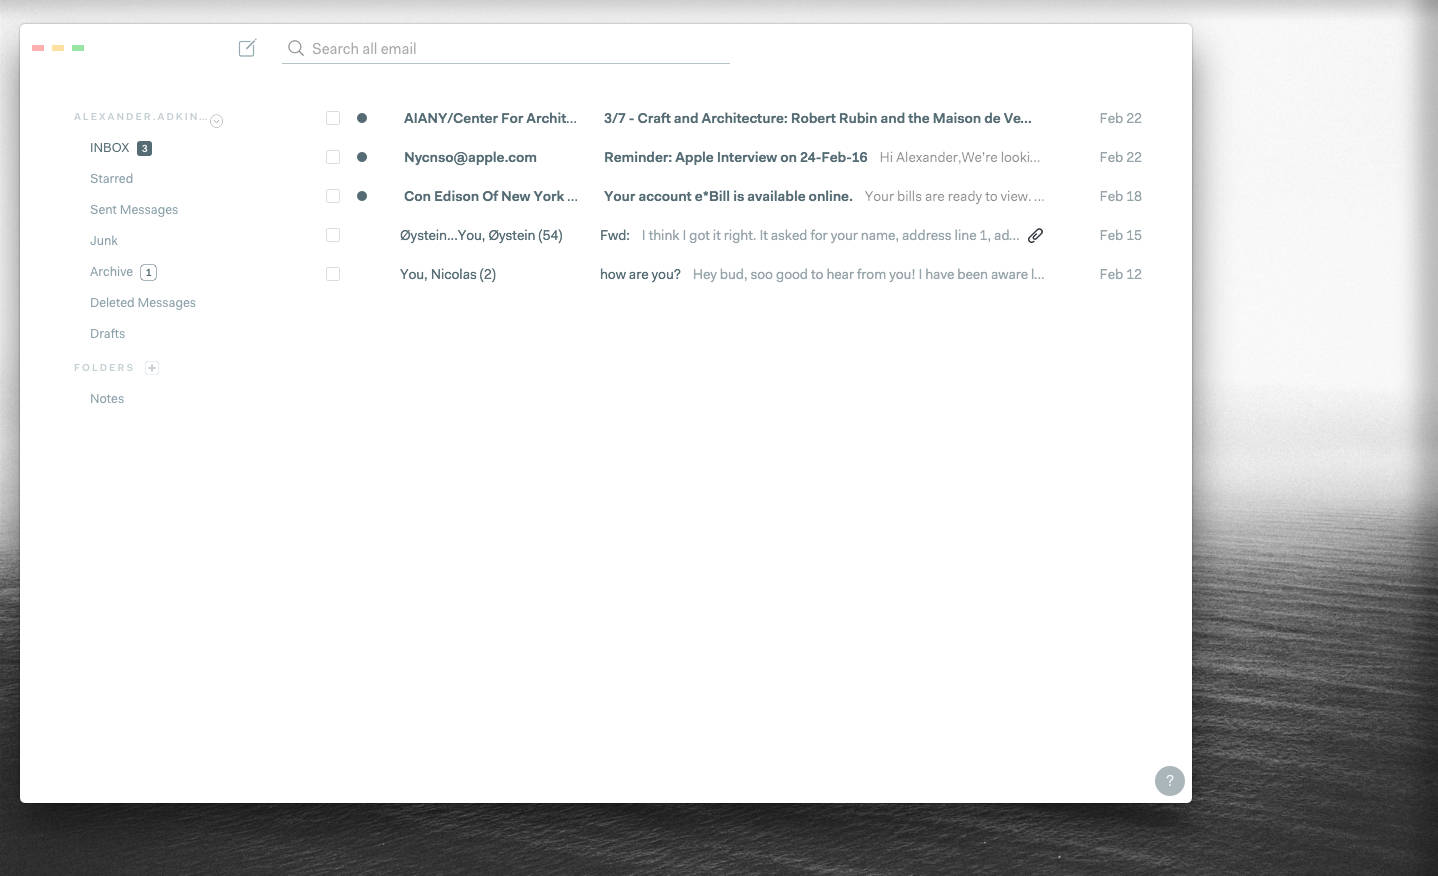 Search all email
ALEXANDER.ADKIN...
INBOX 3
Starred
Sent Messages
Junk
Archive 1
Deleted Messages
Drafts
FOLDERS +
Notes
AIANY/Center For Archit... 3/7 - Craft and Architecture: Robert Rubin and the Maison de Ve... Feb 22
Nycnso@apple.com Reminder: Apple Interview on 24-Feb-16 Hi Alexander,We're looki... Feb 22
Con Edison Of New York ... Your account e*Bill is available online. Your bills are ready to view. ... Feb 18
Øystein...You, Øystein (54) Fwd: I think I got it right. It asked for your name, address line 1, ad... Feb 15
You, Nicolas (2) how are you? Hey bud, soo good to hear from you! I have been aware I... Feb 12
?